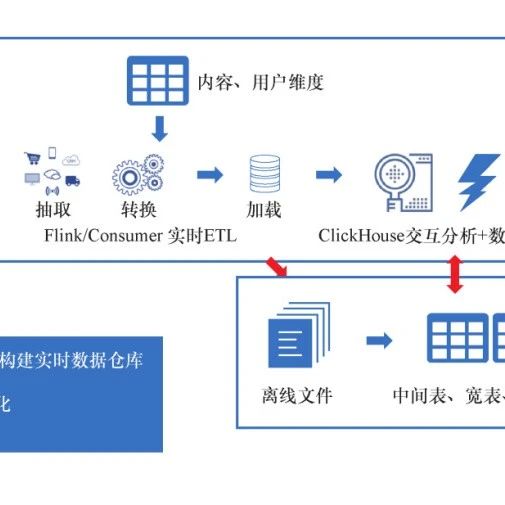 内容、用户维度
抽取 转换 加载
Flink/Consumer 实时ETL ClickHouse交互分析+数
构建实时数据仓库
化
离线文件 中间表、宽表、